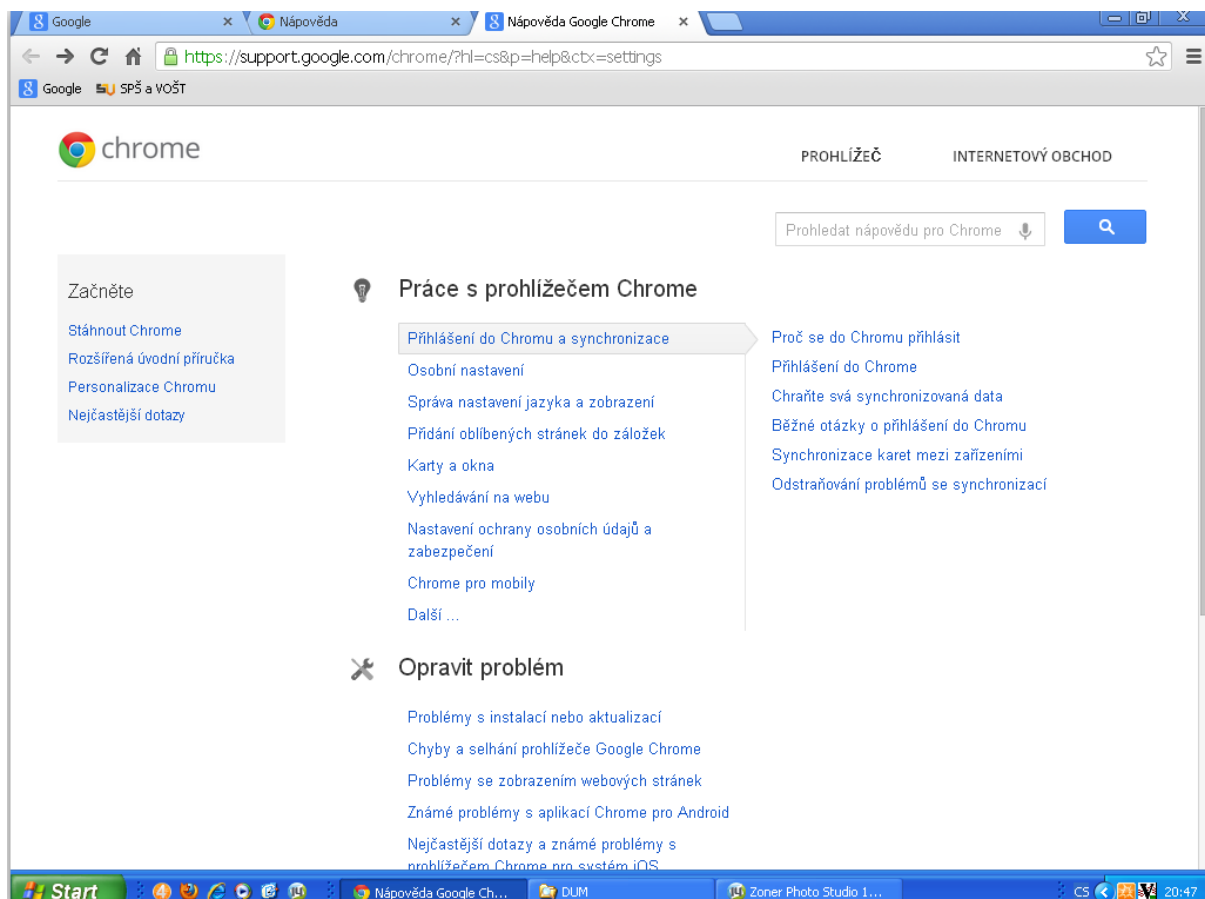 Google
Nápověda
Nápověda Google Chrome
https://support.google.com/chrome/?hl=cs&p=help&ctx=settings
Google SPŠ a VOŠT
chrome
PROHLÍŽEČ INTERNETOVÝ OBCHOD
Prohledat nápovědu pro Chrome
Začněte
Stáhnout Chrome
Rozšířená úvodní příručka
Personalizace Chromu
Nejčastější dotazy
Práce s prohlížečem Chrome
Přihlášení do Chromu a synchronizace
Osobní nastavení
Správa nastavení jazyka a zobrazení
Přidání oblíbených stránek do záložek
Karty a okna
Vyhledávání na webu
Nastavení ochrany osobních údajů a
zabezpečení
Chrome pro mobily
Další ...
Proč se do Chromu přihlásit
Přihlášení do Chrome
Chraňte svá synchronizovaná data
Běžné otázky o přihlášení do Chromu
Synchronizace karet mezi zařízeními
Odstraňování problémů se synchronizací
Opravit problém
Problémy s instalací nebo aktualizací
Chyby a selhání prohlížeče Google Chrome
Problémy se zobrazením webových stránek
Známé problémy s aplikací Chrome pro Android
Nejčastější dotazy a známé problémy s
prohlížečem Chrome pro systém iOS
Start
Nápověda Google Ch...
DUM
Zoner Photo Studio 1...
CS
20:47